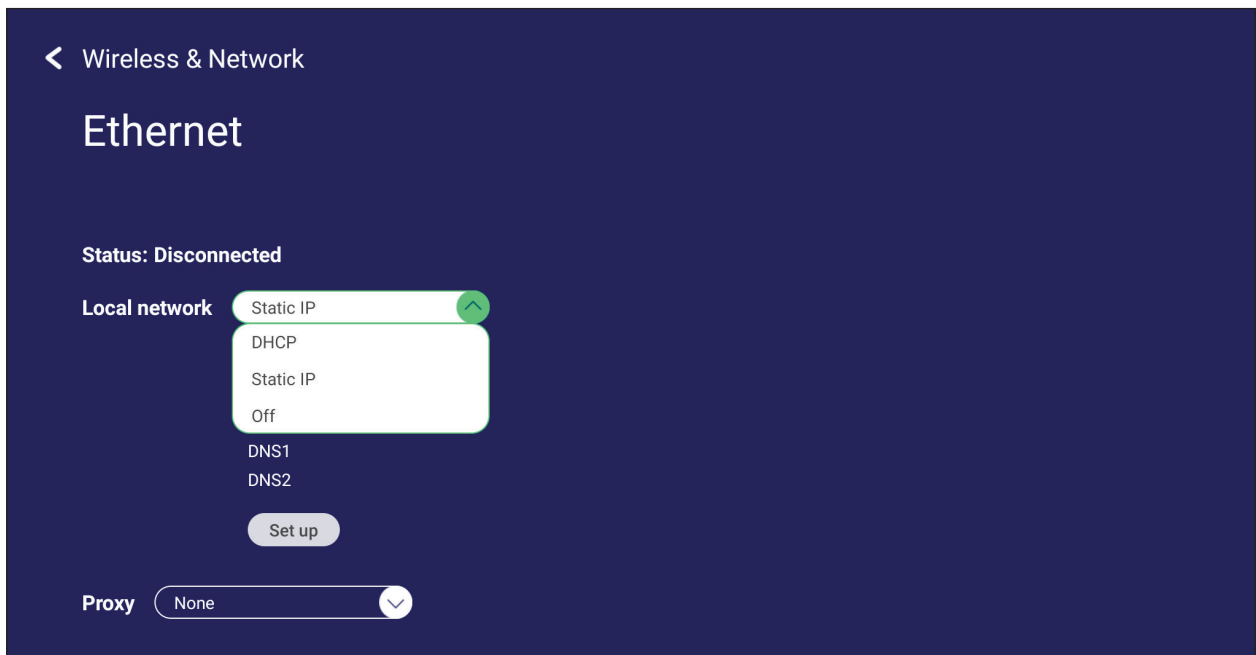 Wireless & Network
Ethernet
Status: Disconnected
Local network Static IP
DHCP
Static IP
Off
DNS1
DNS2
Set up
Proxy None